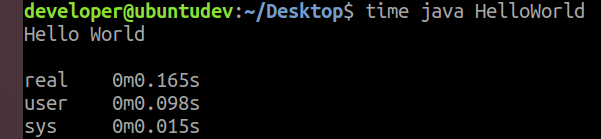 developer@ubuntudev:~/Desktop$ time java HelloWorld
Hello World

real	0m0.165s
user	0m0.098s
sys	0m0.015s